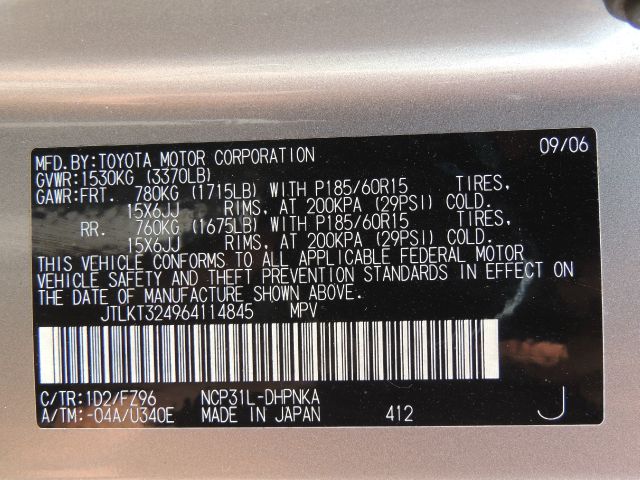 MFD.BY:TOYOTA MOTOR CORPORATION 09/06
GVWR:1530KG (3370LB)
GAWR:FRT. 780KG (1715LB) WITH P185/60R15 TIRES,
15X6JJ RIMS, AT 200KPA (29PSI) COLD.
RR. 760KG (1675LB) WITH P185/60R15 TIRES,
15X6JJ RIMS, AT 200KPA (29PSI) COLD.
THIS VEHICLE CONFORMS TO ALL APPLICABLE FEDERAL MOTOR
VEHICLE SAFETY AND THEFT PREVENTION STANDARDS IN EFFECT ON
THE DATE OF MANUFACTURE SHOWN ABOVE.
JTLKT324964114845 MPV
C/TR:1D2/FZ96 NCP31L-DHPNKA
A/TM:-04A/U340E MADE IN JAPAN 412 J